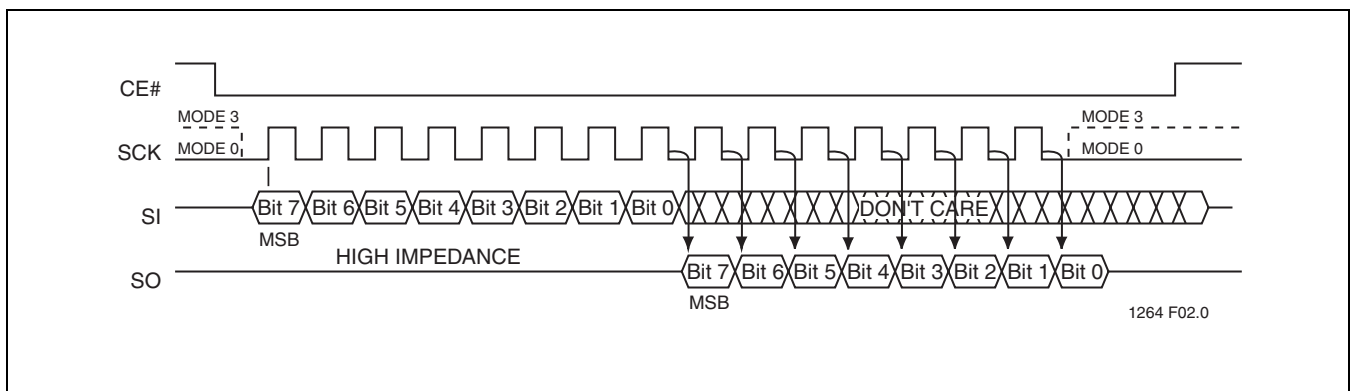 CE#
MODE 3
MODE 3
SCK
MODE 0
MODE 0
SI
Bit 7 Bit 6 Bit 5 Bit 4 Bit 3 Bit 2 Bit 1 Bit 0
DON'T CARE
MSB
HIGH IMPEDANCE
SO
Bit 7 Bit 6 Bit 5 Bit 4 Bit 3 Bit 2 Bit 1 Bit 0
MSB
1264 F02.0